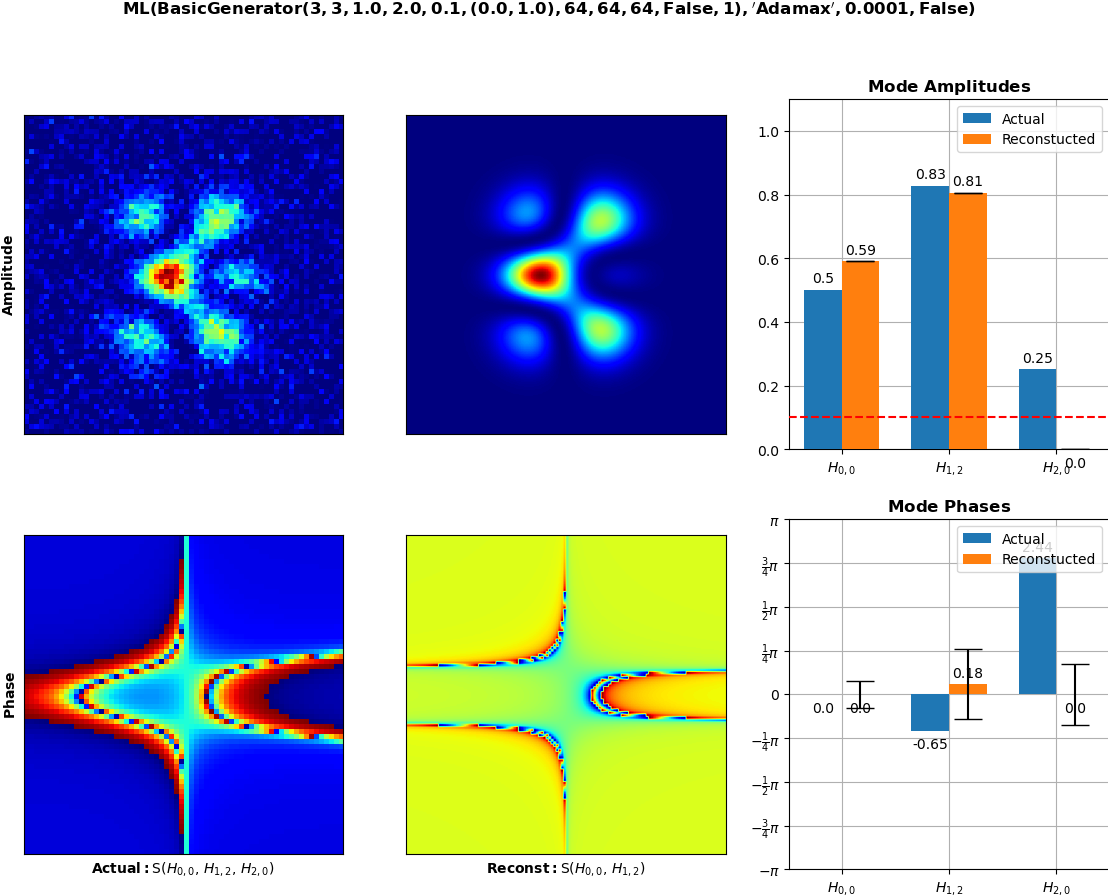 ML(BasicGenerator(3, 3, 1.0, 2.0, 0.1, (0.0, 1.0), 64, 64, 64, False, 1), ′Adamax′, 0.0001, False)
Amplitude
Mode Amplitudes
Actual
Reconstucted
1.0
0.8
0.6
0.4
0.2
0.0
0.5
0.59
0.83
0.81
0.25
0.0
H0,0
H1,2
H2,0
Phase
Actual: S(H0,0, H1,2, H2,0)
Reconst: S(H0,0, H1,2)
Mode Phases
Actual
Reconstucted
π
3/4π
1/2π
1/4π
0
−1/4π
−1/2π
−3/4π
−π
0.0
0.0
-0.65
0.18
2.44
0.0
H0,0
H1,2
H2,0